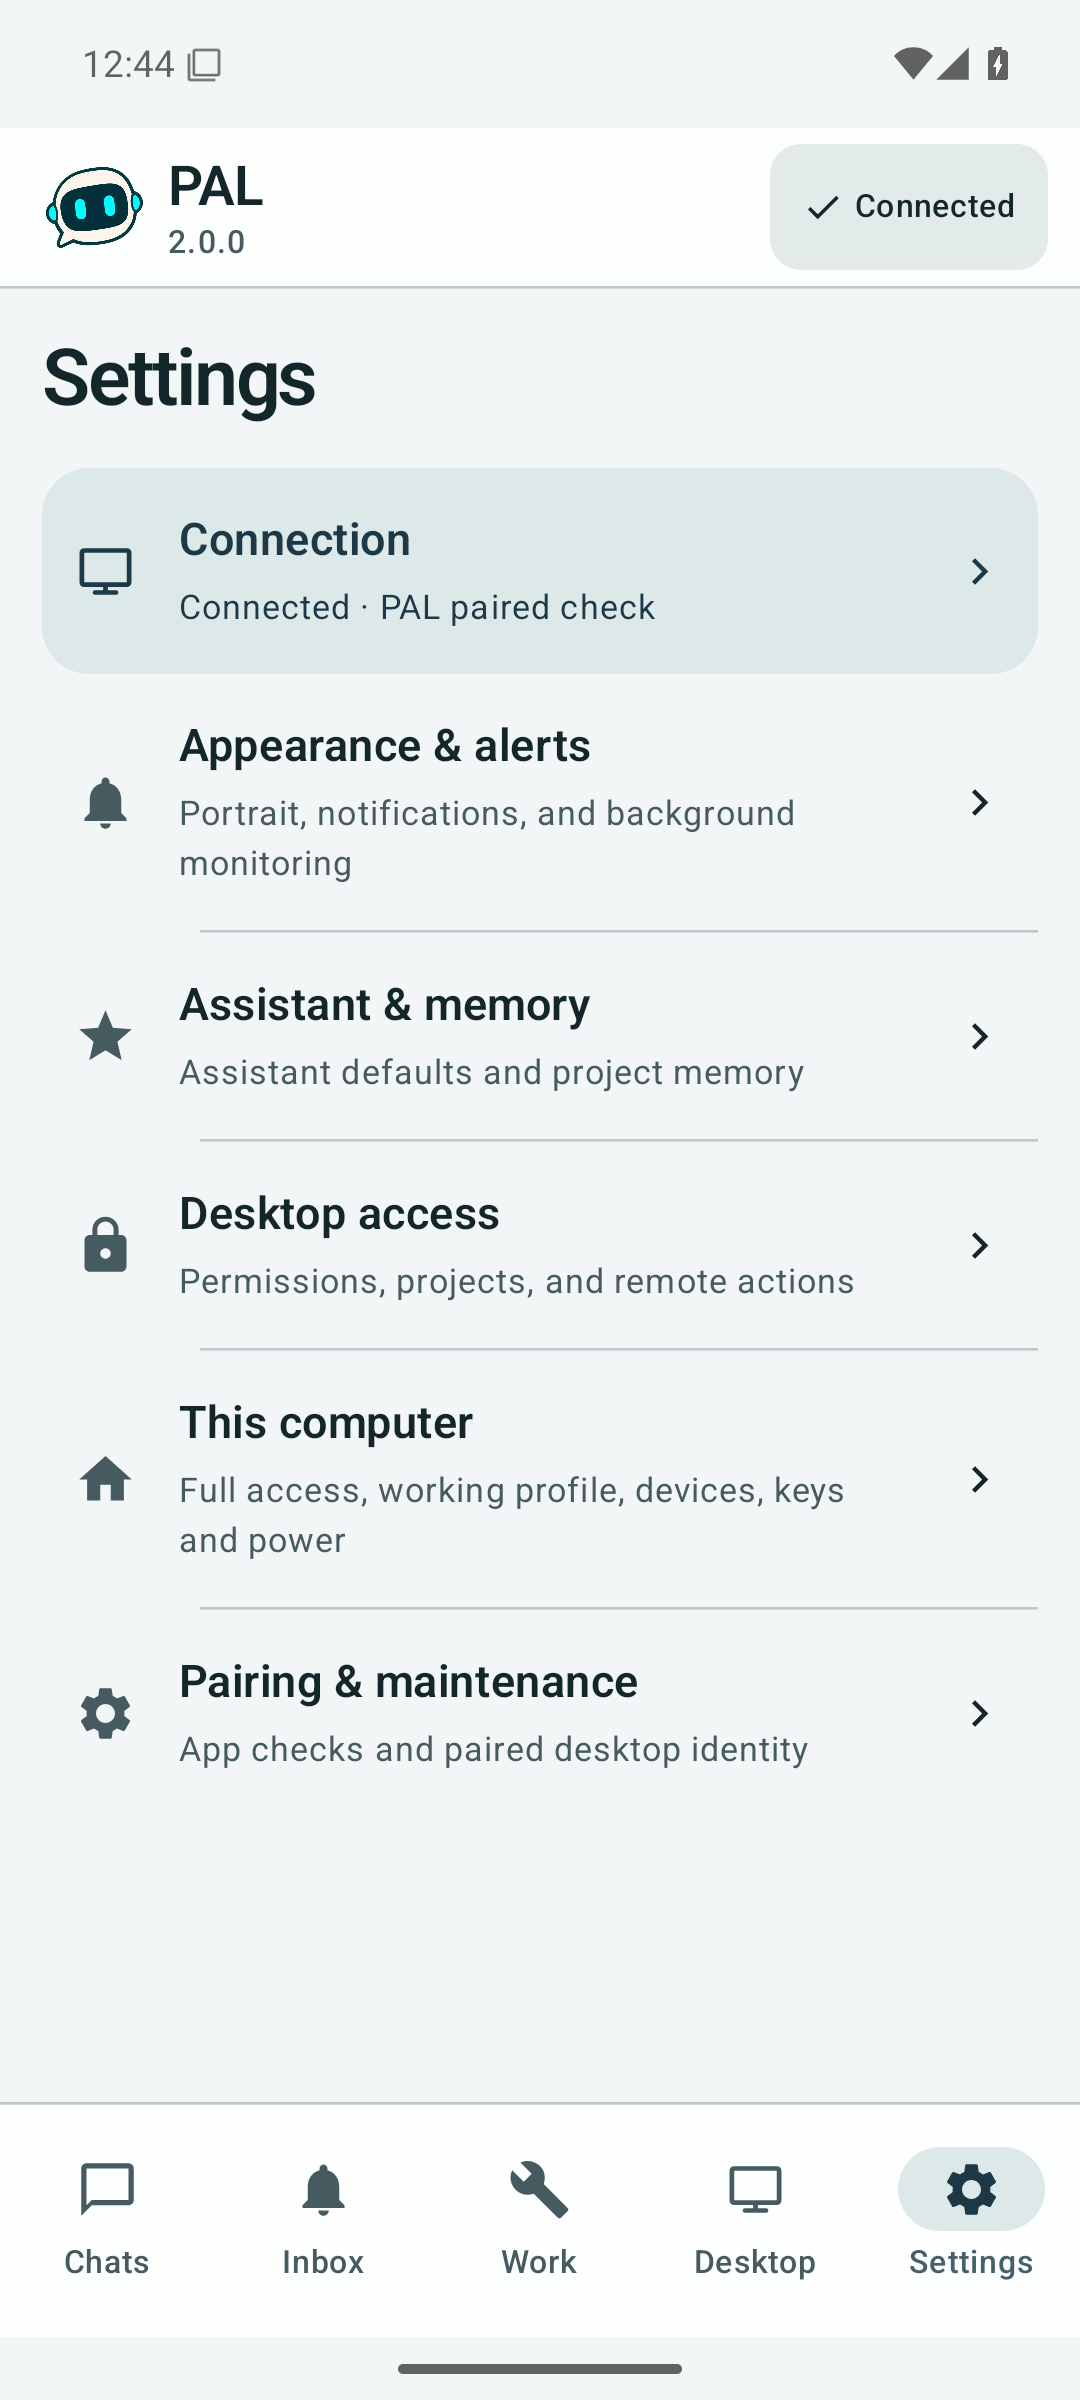 12:44
PAL
2.0.0
Connected
Settings
Connection
Connected · PAL paired check
Appearance & alerts
Portrait, notifications, and background
monitoring
Assistant & memory
Assistant defaults and project memory
Desktop access
Permissions, projects, and remote actions
This computer
Full access, working profile, devices, keys
and power
Pairing & maintenance
App checks and paired desktop identity
Chats
Inbox
Work
Desktop
Settings